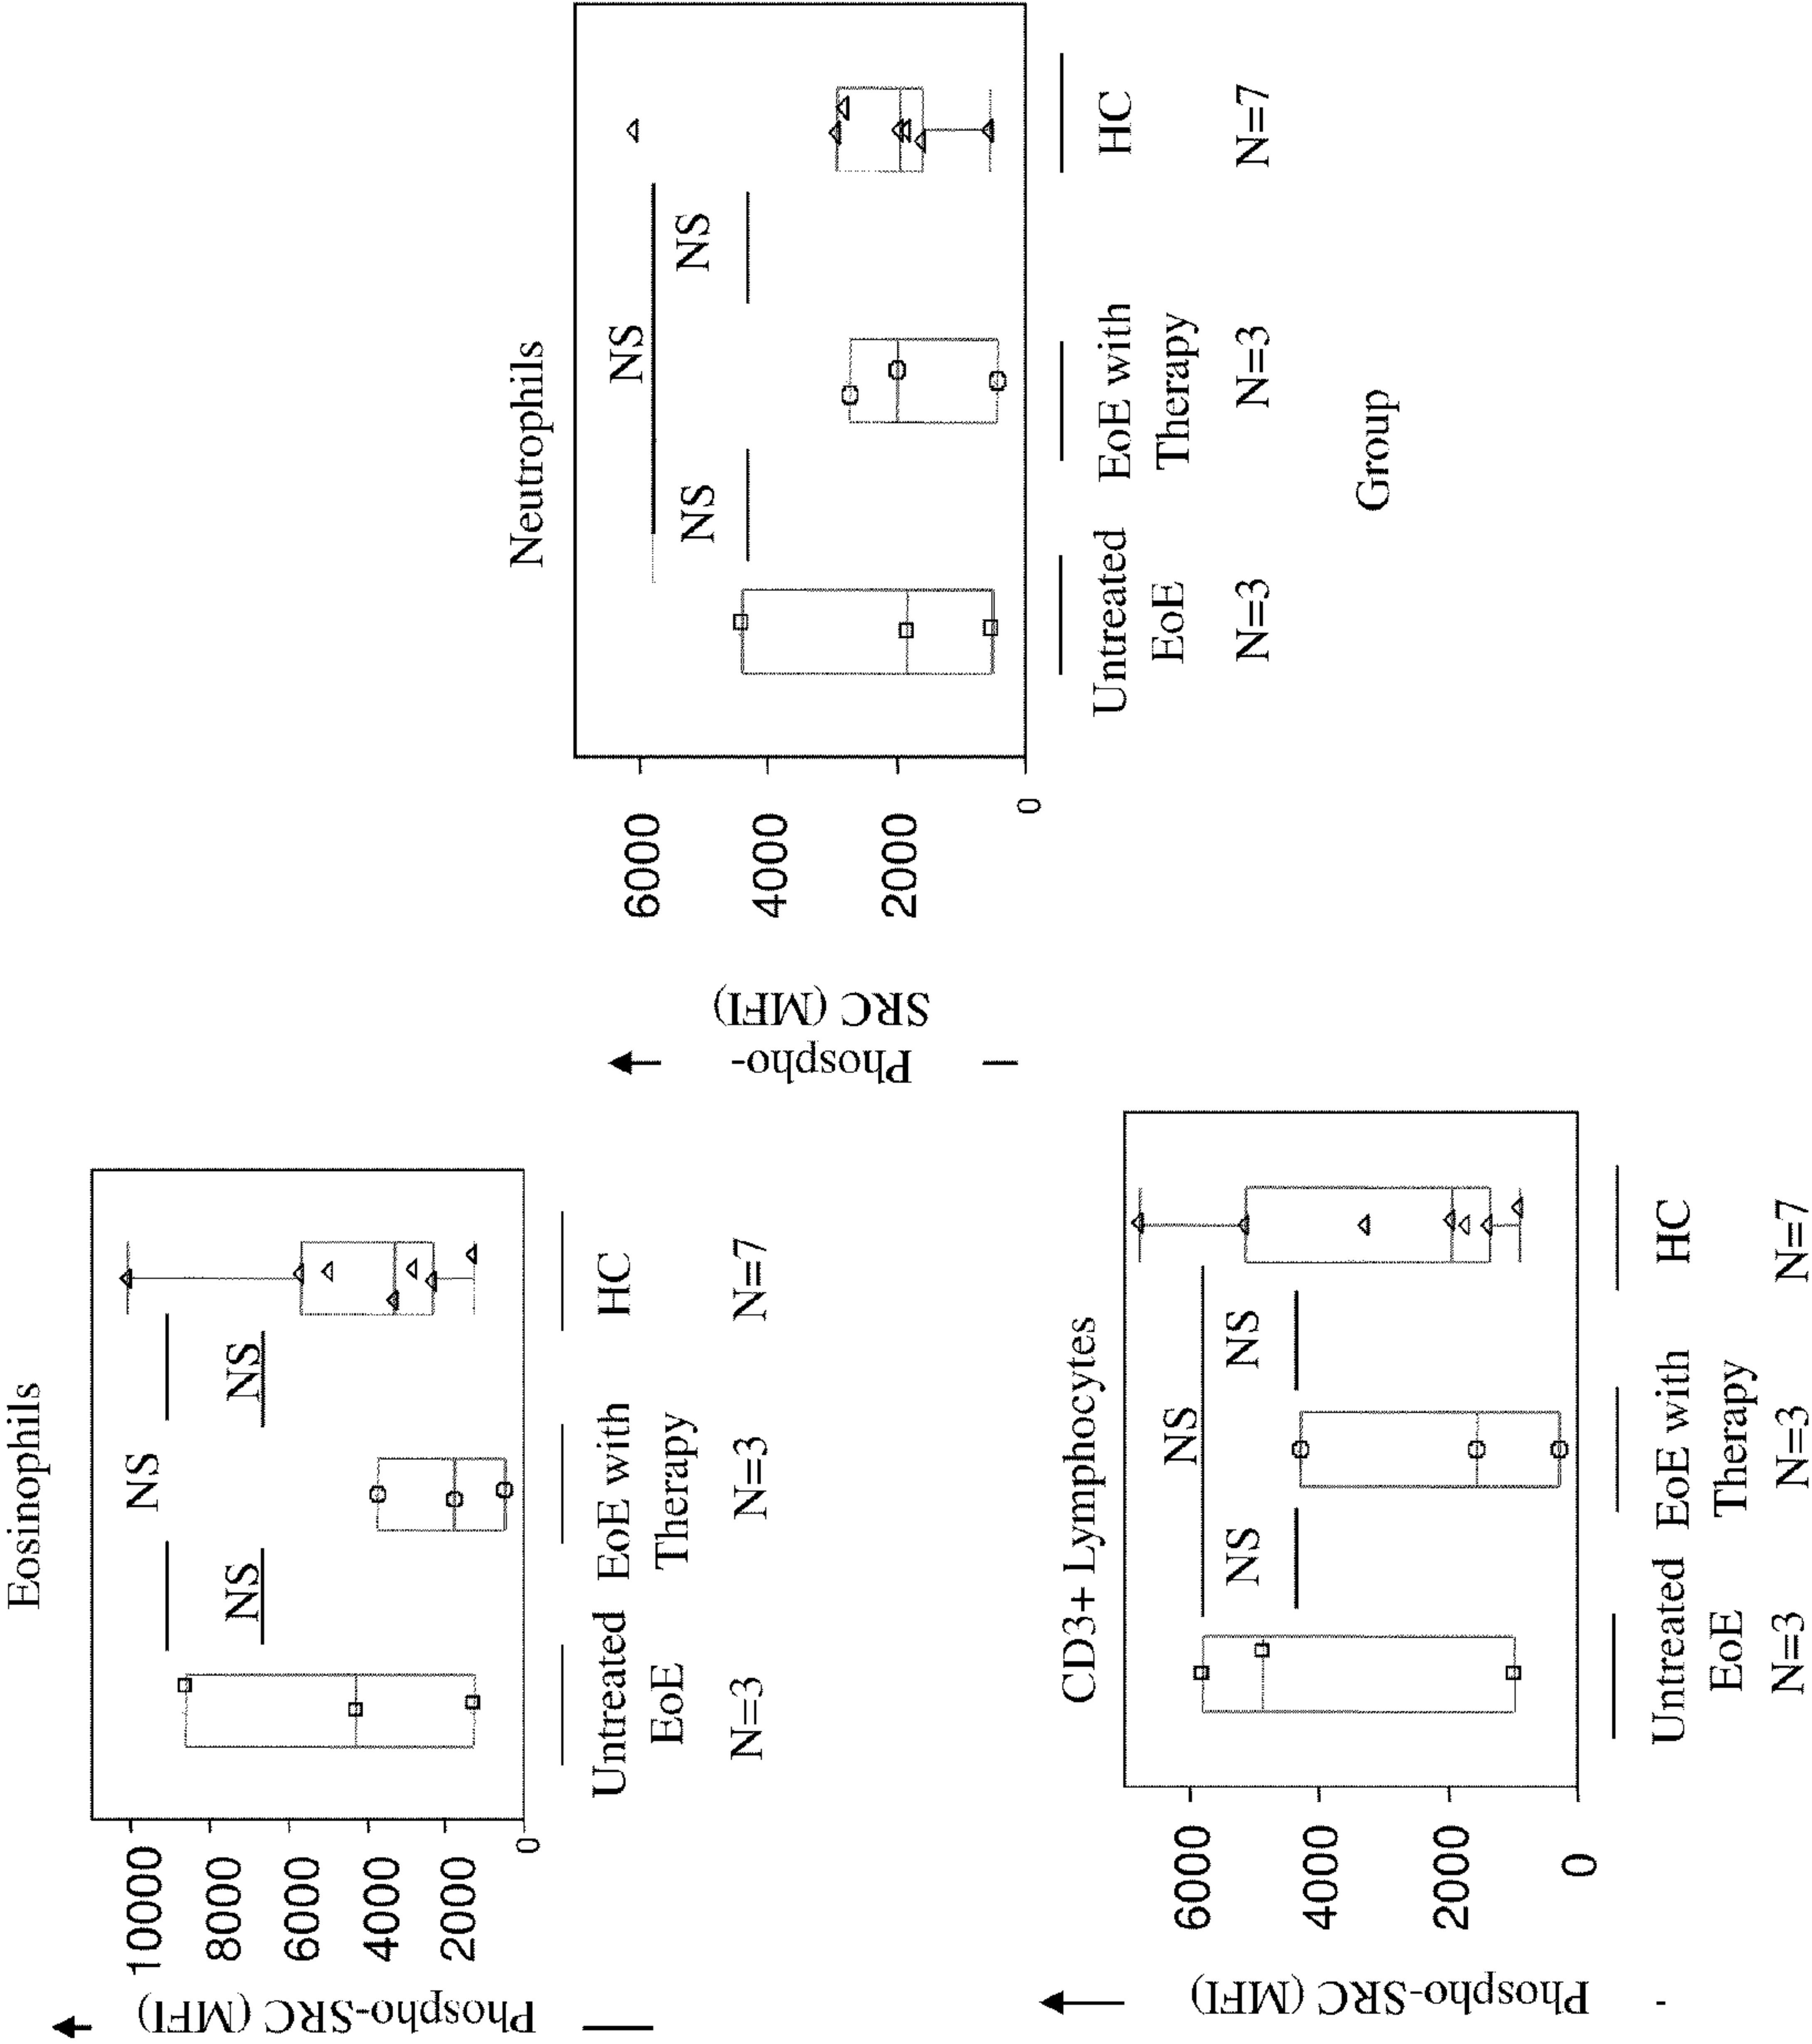 Eosinophils
Phospho-SRC (MFI)
10000
8000
6000
4000
2000
0
NS
NS
NS
Untreated EoE with HC
EoE Therapy
N=3 N=3 N=7
Neutrophils
Phospho-
SRC (MFI)
6000
4000
2000
0
NS
NS
NS
Untreated EoE with HC
EoE Therapy
N=3 N=3 N=7
Group
CD3+ Lymphocytes
Phospho-SRC (MFI)
6000
4000
2000
0
NS
NS
NS
Untreated EoE with HC
EoE Therapy
N=3 N=3 N=7